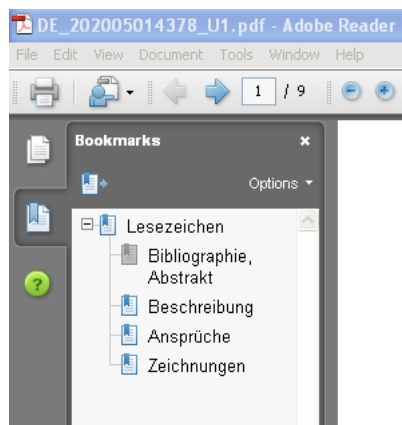 DE_202005014378_U1.pdf - Adobe Reader
File Edit View Document Tools Window Help
1 / 9
Bookmarks ×
Options
Lesezeichen
Bibliographie,
Abstrakt
Beschreibung
Ansprüche
Zeichnungen
?